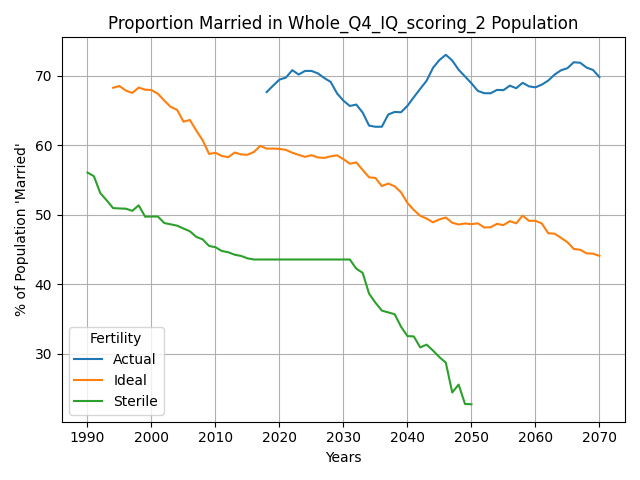 Proportion Married in Whole_Q4_IQ_scoring_2 Population
% of Population 'Married'
70
60
50
40
30
Fertility
Actual
Ideal
Sterile
1990 2000 2010 2020 2030 2040 2050 2060 2070
Years